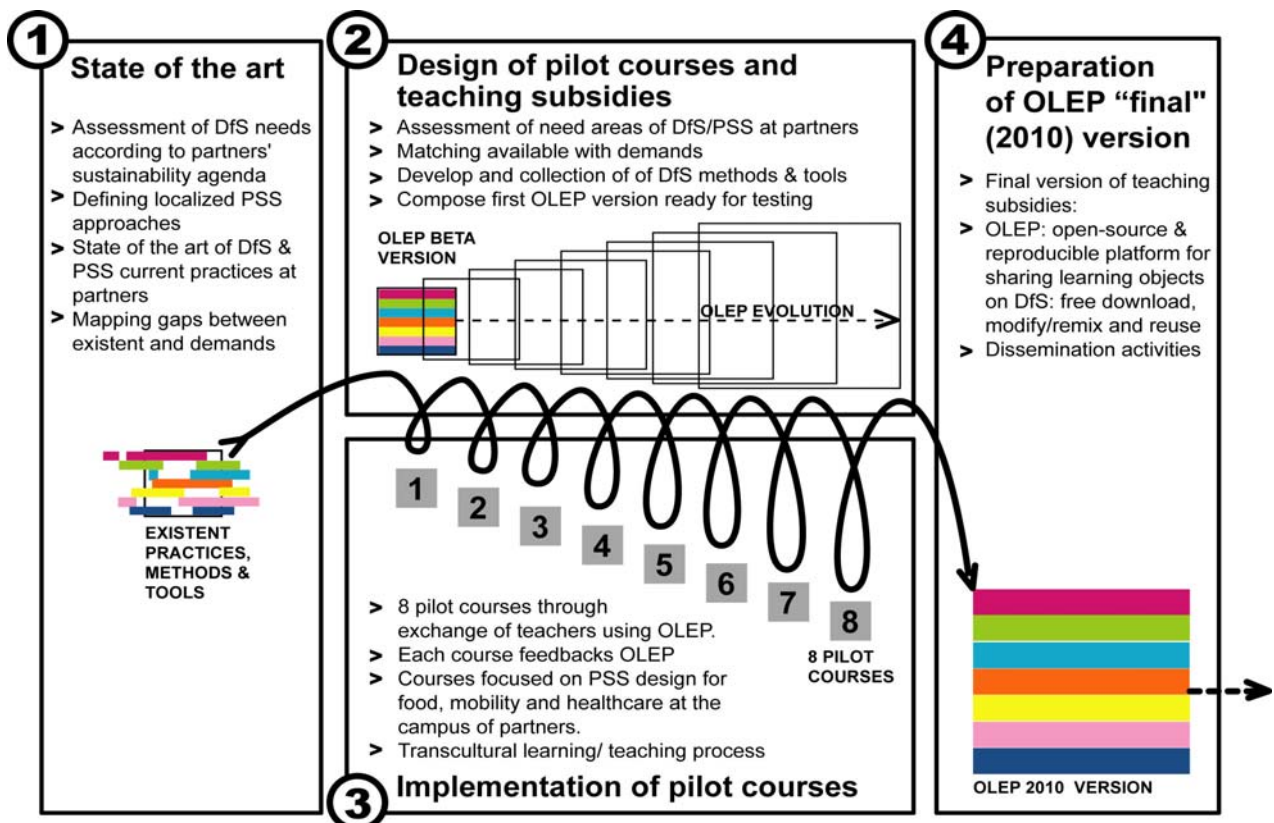 1
State of the art
> Assessment of DfS needs
according to partners'
sustainability agenda
> Defining localized PSS
approaches
> State of the art of DfS &
PSS current practices at
partners
> Mapping gaps between
existent and demands
EXISTENT
PRACTICES,
METHODS &
TOOLS
2
Design of pilot courses and
teaching subsidies
> Assessment of need areas of DfS/PSS at partners
> Matching available with demands
> Develop and collection of of DfS methods & tools
> Compose first OLEP version ready for testing
OLEP BETA
VERSION
OLEP EVOLUTION
1
2
3
4
5
6
7
8
8 PILOT
COURSES
> 8 pilot courses through
exchange of teachers using OLEP.
> Each course feedbacks OLEP
> Courses focused on PSS design for
food, mobility and healthcare at the
campus of partners.
> Transcultural learning/ teaching process
3
Implementation of pilot courses
4
Preparation
of OLEP “final"
(2010) version
> Final version of teaching
subsidies:
> OLEP: open-source &
reproducible platform for
sharing learning objects
on DfS: free download,
modify/remix and reuse
> Dissemination activities
OLEP 2010 VERSION